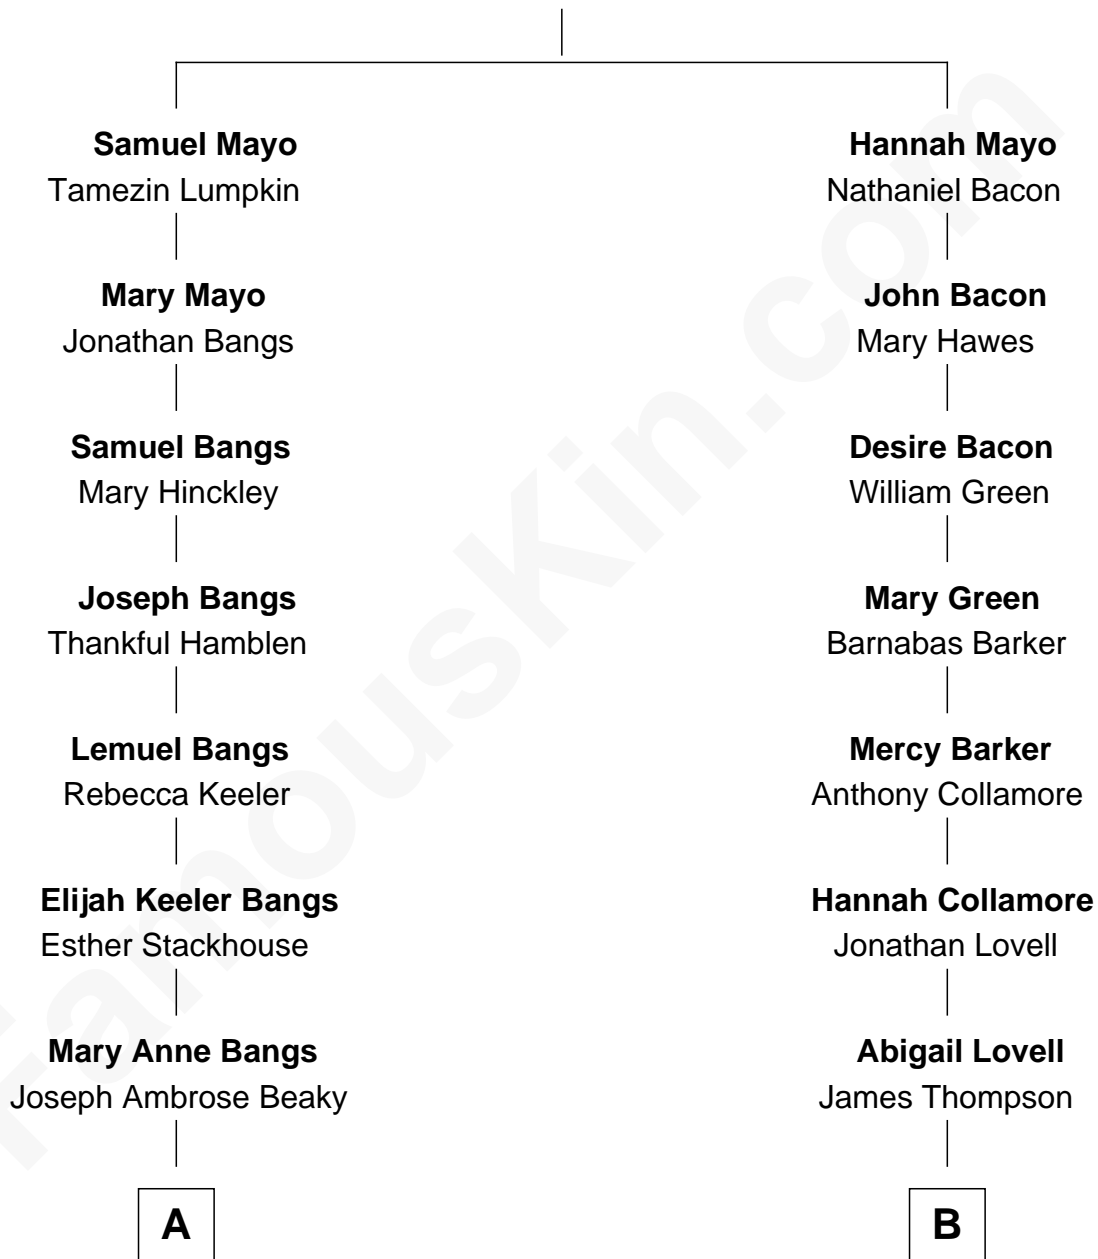 Samuel Mayo
Tamezin Lumpkin
Mary Mayo
Jonathan Bangs
Samuel Bangs
Mary Hinckley
Joseph Bangs
Thankful Hamblen
Lemuel Bangs
Rebecca Keeler
Elijah Keeler Bangs
Esther Stackhouse
Mary Anne Bangs
Joseph Ambrose Beaky
A
Hannah Mayo
Nathaniel Bacon
John Bacon
Mary Hawes
Desire Bacon
William Green
Mary Green
Barnabas Barker
Mercy Barker
Anthony Collamore
Hannah Collamore
Jonathan Lovell
Abigail Lovell
James Thompson
B
FamousKin.com